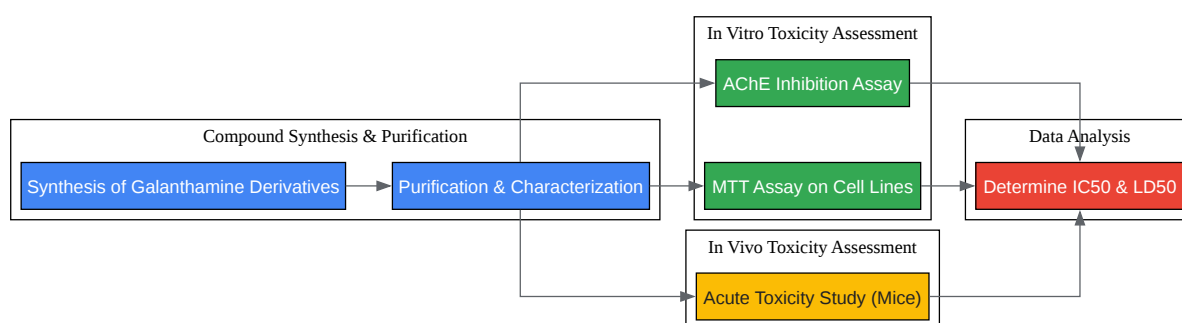 In Vitro Toxicity Assessment
AChE Inhibition Assay
Compound Synthesis & Purification
Data Analysis
Synthesis of Galanthamine Derivatives
Purification & Characterization
MTT Assay on Cell Lines
Determine IC50 & LD50
In Vivo Toxicity Assessment
Acute Toxicity Study (Mice)